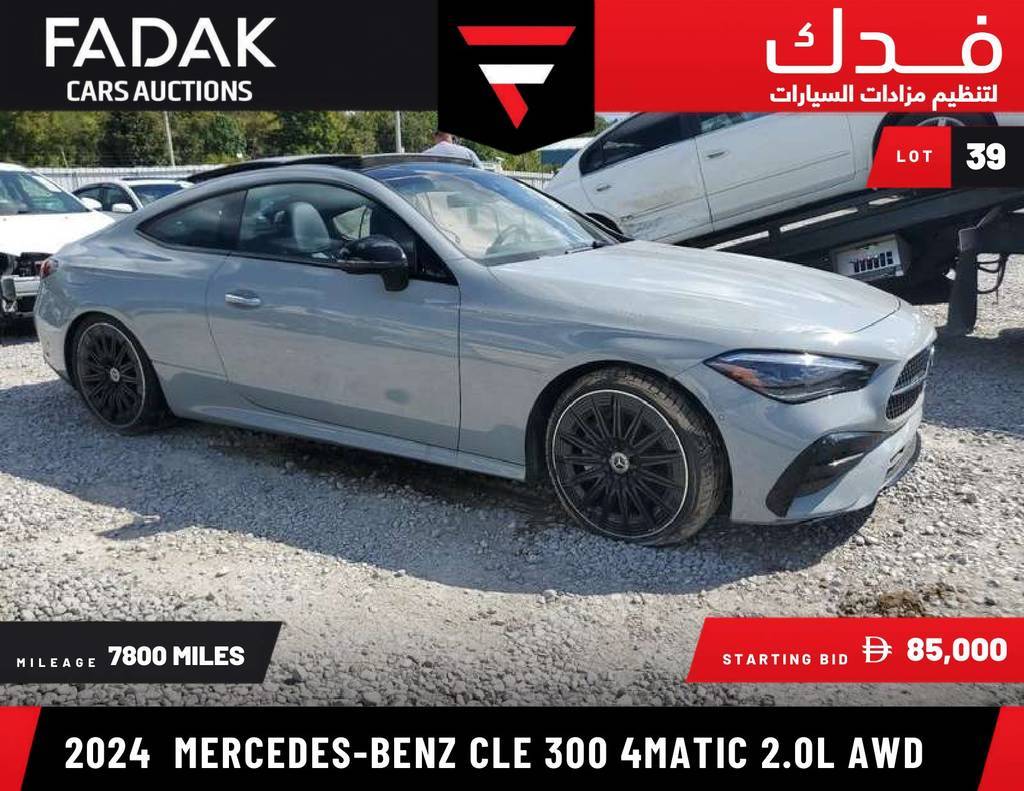 FADAK
CARS AUCTIONS
فدك
لتنظيم مزادات السيارات
LOT 39
MILEAGE 7800 MILES
STARTING BID 85,000
2024 MERCEDES-BENZ CLE 300 4MATIC 2.0L AWD